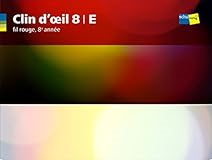 Clin d'œil 8 | E
fil rouge, 8e année